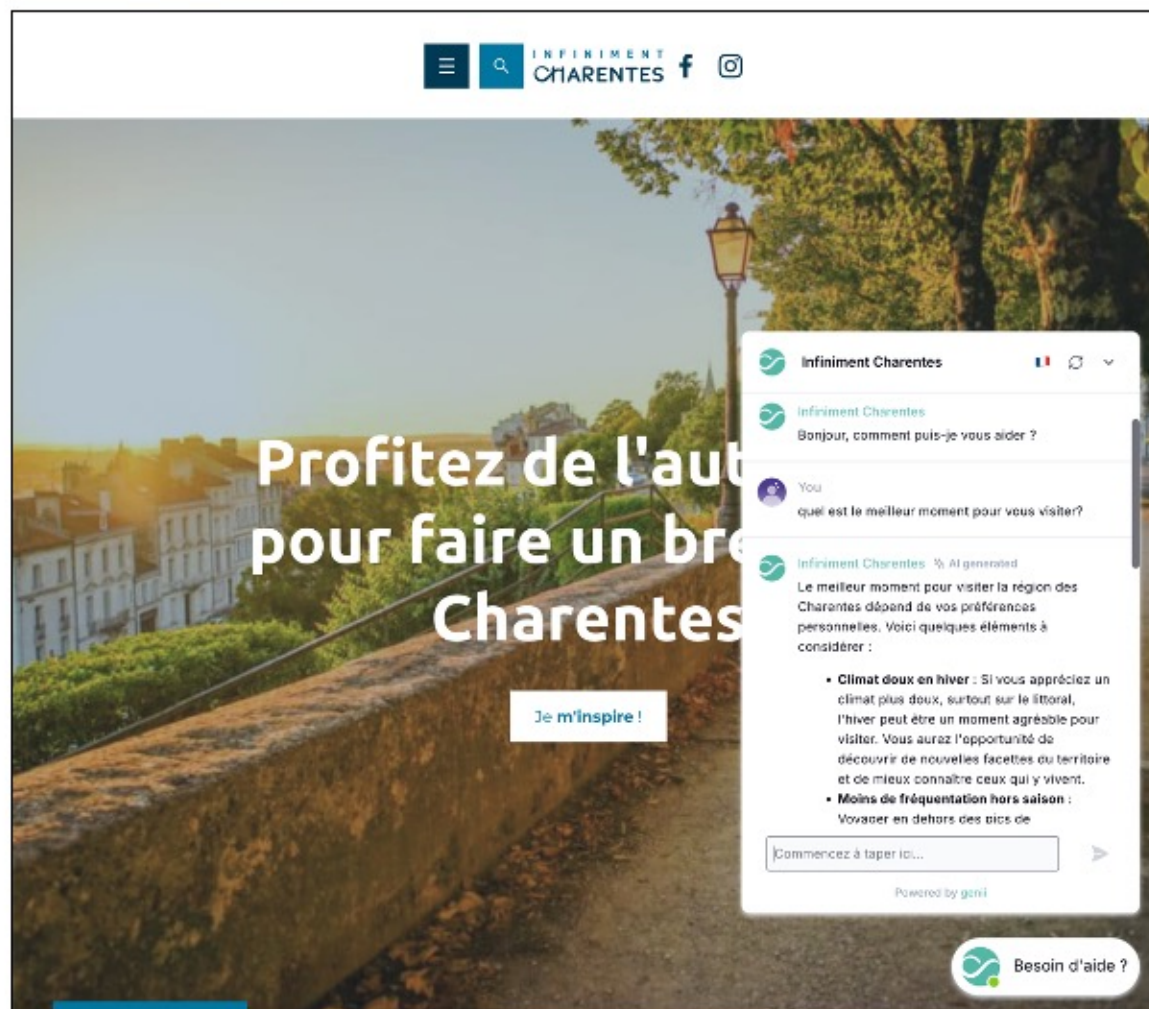 INFINIMENT
CHARENTES
Profitez de l'aut
pour faire un bre
Charentes
Je m'inspire !
Infiniment Charentes
Infiniment Charentes
Bonjour, comment puis-je vous aider ?
You
quel est le meilleur moment pour vous visiter?
Infiniment Charentes AI generated
Le meilleur moment pour visiter la région des
Charentes dépend de vos préférences
personnelles. Voici quelques éléments à
considérer :
• Climat doux en hiver : Si vous appréciez un
climat plus doux, surtout sur le littoral,
l'hiver peut être un moment agréable pour
visiter. Vous aurez l'opportunité de
découvrir de nouvelles facettes du territoire
et de mieux connaître ceux qui y vivent.
• Moins de fréquentation hors saison :
Voyager en dehors des pics de
Commencez à taper ici...
Powered by genii
Besoin d'aide ?